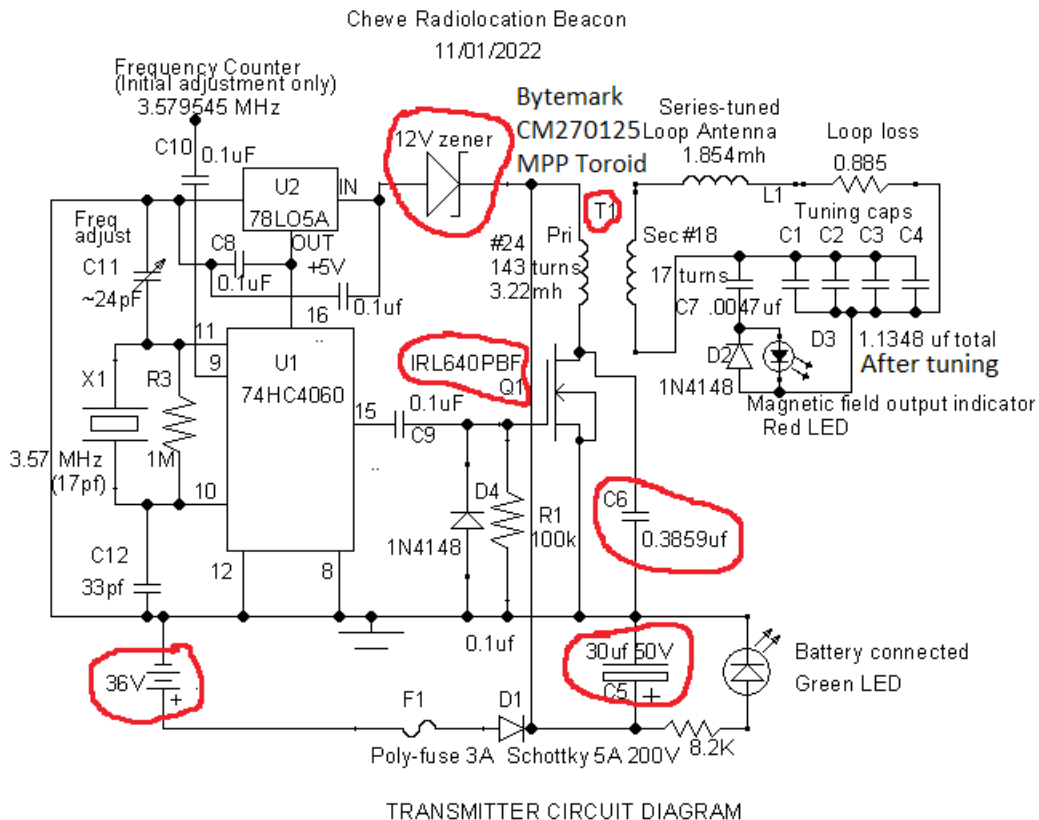 Cheve Radiolocation Beacon
11/01/2022
Frequency Counter
(Initial adjustment only)
3.579545 MHz
C10
0.1uF
12V zener
Bytemark
CM270125
MPP Toroid
Series-tuned
Loop Antenna
1.854mh
L1
Loop loss
0.885
U2
IN
78LO5A
OUT
+5V
Freq
adjust
C11
~24pF
C8
0.1uF
0.1uf
T1
Pri
#24
143 turns
3.22mh
Sec #18
17 turns
Tuning caps
C1
C2
C3
C4
C7 .0047uf
D2
1N4148
D3
1.1348 uf total
After tuning
Magnetic field output indicator
Red LED
16
11
9
U1
74HC4060
15
10
12
8
X1
R3
1M
3.57 MHz
(17pf)
C12
33pf
IRL640PBF
Q1
0.1uF
C9
D4
1N4148
R1
100k
C6
0.3859uf
0.1uf
30uf 50V
C5
+
36V
+
F1
D1
Poly-fuse 3A
Schottky 5A 200V
8.2K
Battery connected
Green LED
TRANSMITTER CIRCUIT DIAGRAM